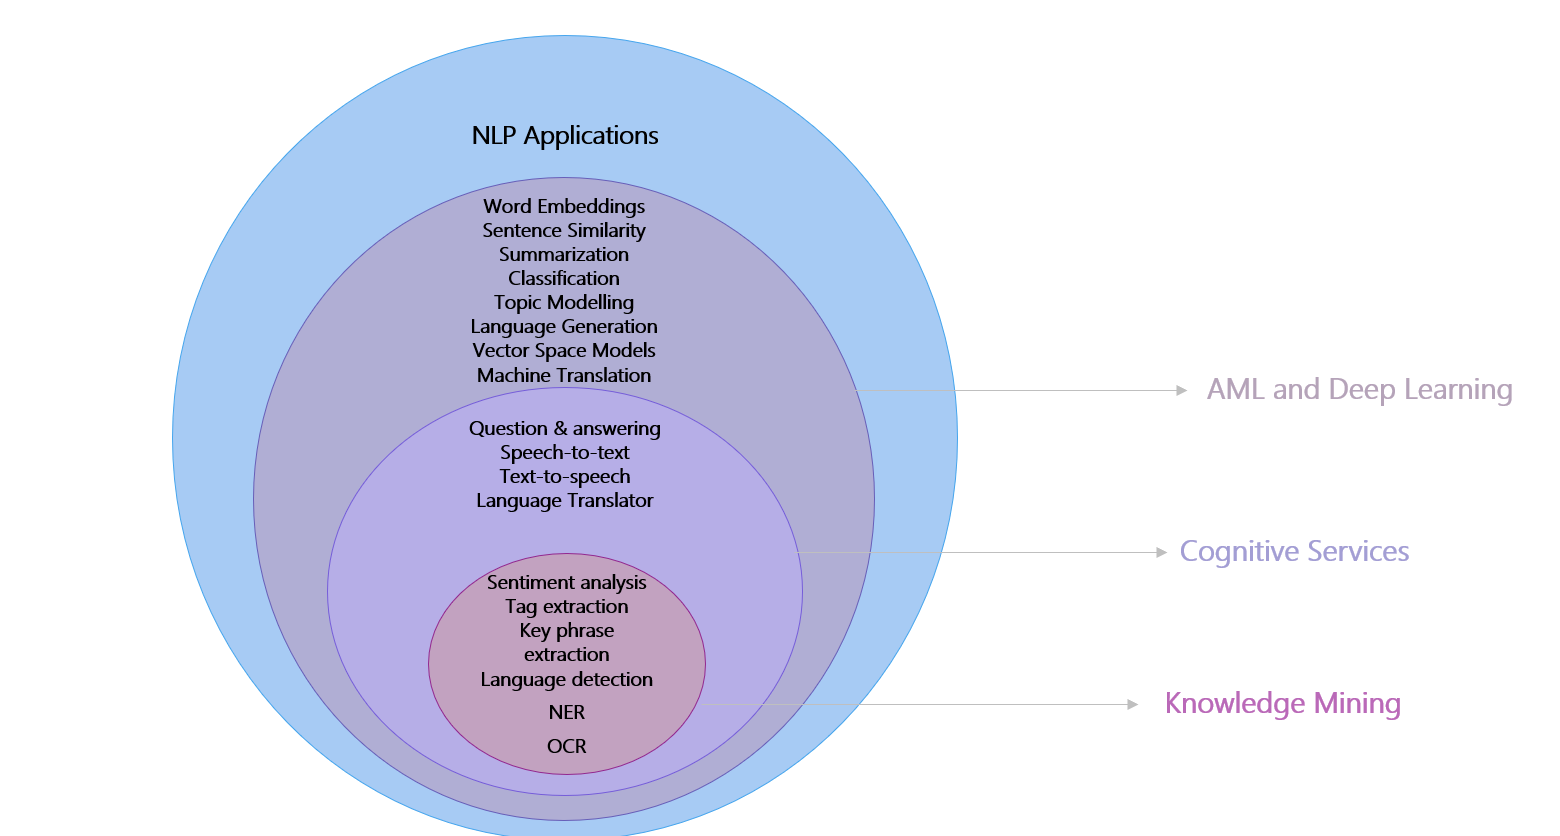 NLP Applications
Word Embeddings
Sentence Similarity
Summarization
Classification
Topic Modelling
Language Generation
Vector Space Models
Machine Translation
AML and Deep Learning
Question & answering
Speech-to-text
Text-to-speech
Language Translator
Cognitive Services
Sentiment analysis
Tag extraction
Key phrase
extraction
Language detection
NER
OCR
Knowledge Mining